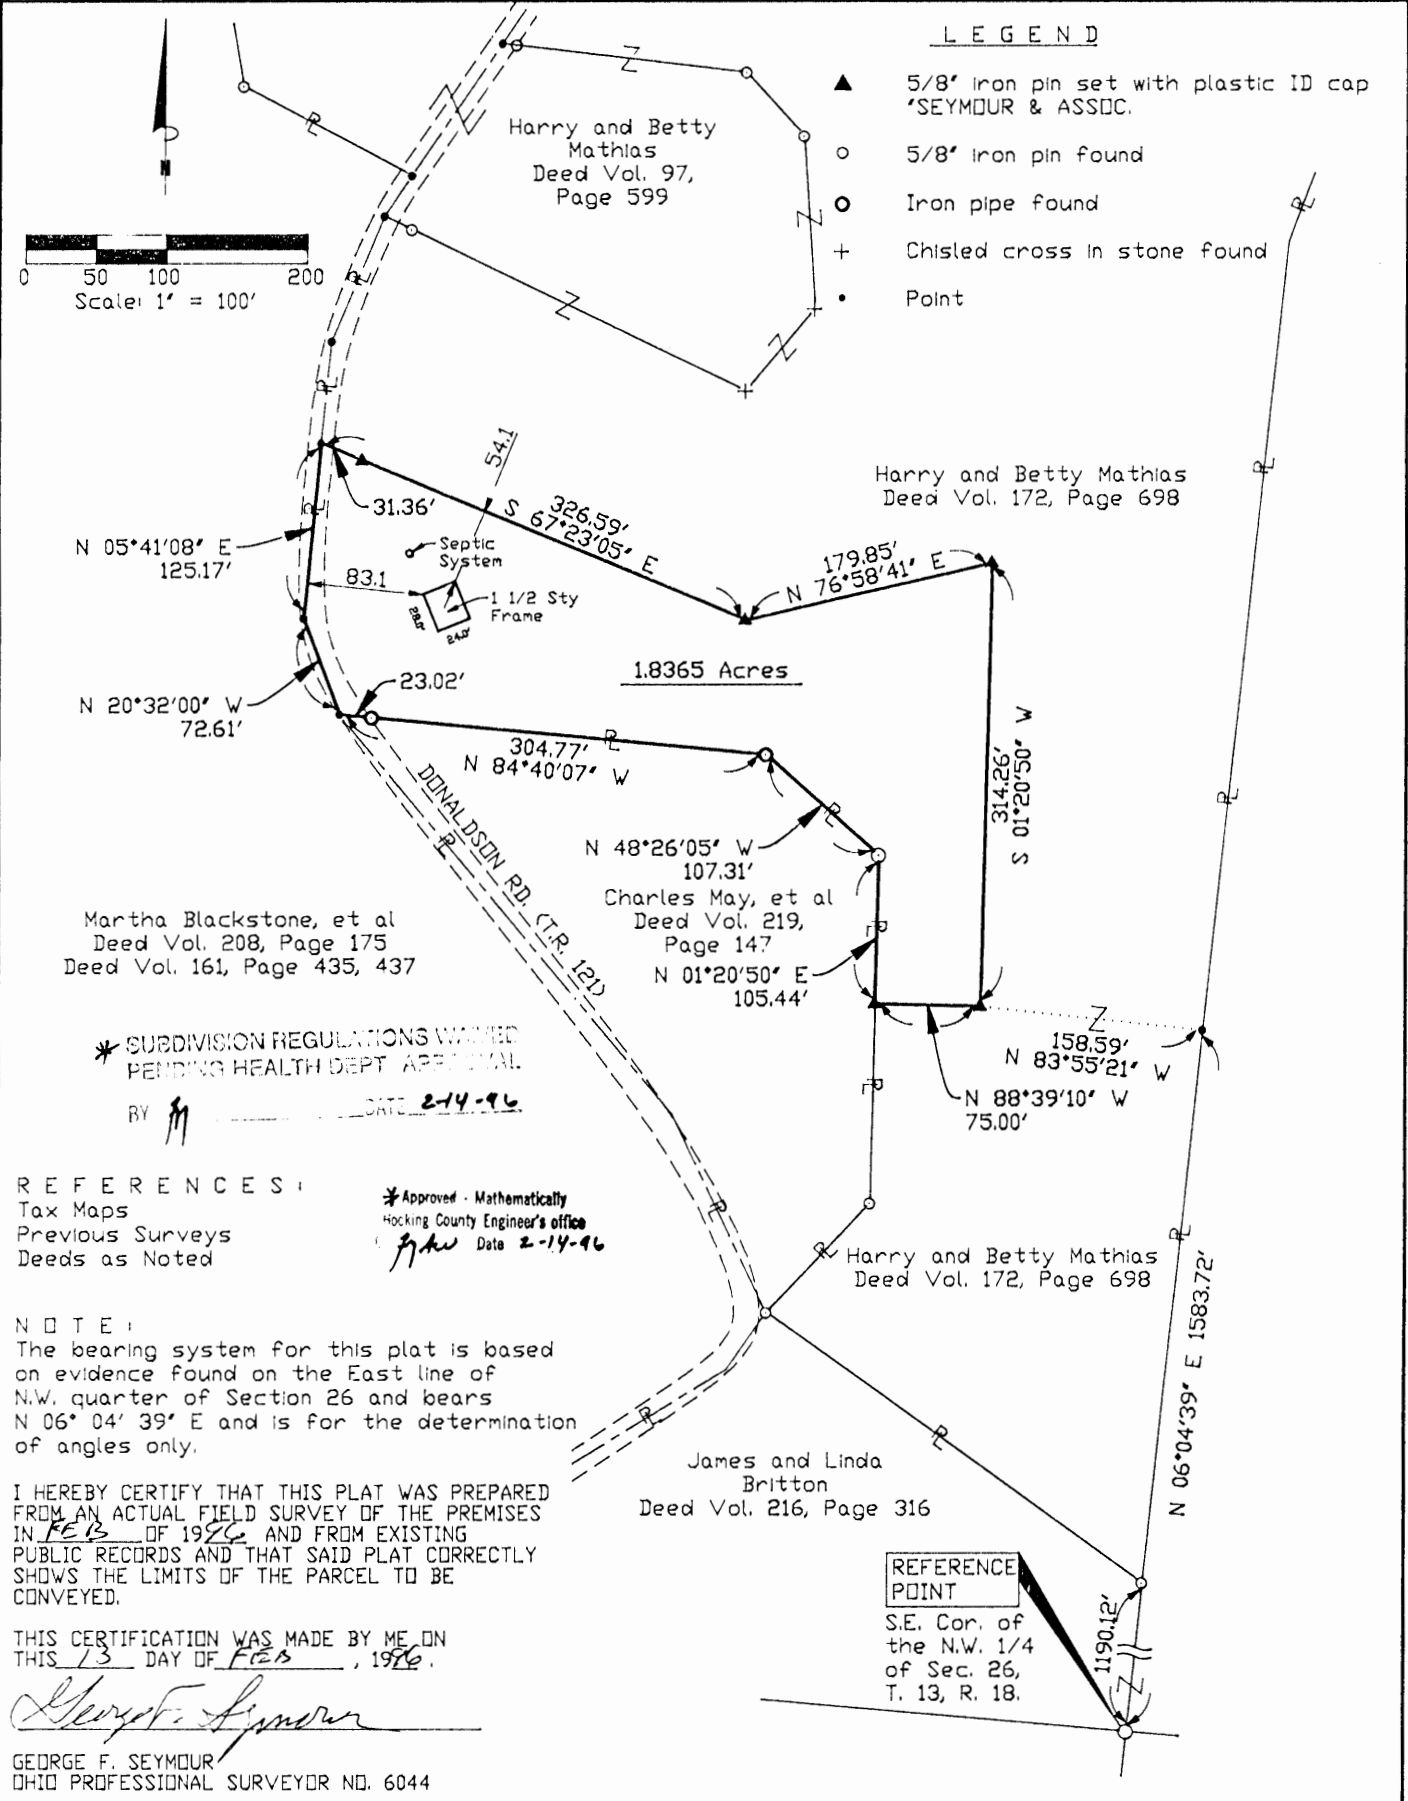 LEGEND
5/8" iron pin set with plastic ID cap
"SEYMOUR & ASSOC.
5/8" iron pin found
Iron pipe found
Chisled cross in stone found
Point
N
0 50 100 200
Scale: 1" = 100'
Harry and Betty
Mathias
Deed Vol. 97,
Page 599
Harry and Betty Mathias
Deed Vol. 172, Page 698
54.1
31.36'
326.59'
S 67°23'05" E
N 05°41'08" E
125.17'
Septic
System
83.1
1 1/2 Sty
Frame
28.0'
24.0'
179.85'
N 76°58'41" E
1.8365 Acres
N 20°32'00" W
72.61'
23.02'
304.77'
N 84°40'07" W
314.26'
S 01°20'50" W
DONALDSON RD. (T.R. 121)
N 48°26'05" W
107.31'
Charles May, et al
Deed Vol. 219,
Page 147
N 01°20'50" E
105.44'
Martha Blackstone, et al
Deed Vol. 208, Page 175
Deed Vol. 161, Page 435, 437
158.59'
N 83°55'21" W
N 88°39'10" W
75.00'
* SUBDIVISION REGULATIONS WAIVED
PENDING HEALTH DEPT APPROVAL
BY DATE 2-14-96
REFERENCES:
Tax Maps
Previous Surveys
Deeds as Noted
* Approved - Mathematically
Hocking County Engineer's office
Date 2-14-96
Harry and Betty Mathias
Deed Vol. 172, Page 698
N 06°04'39" E 1583.72'
NOTE:
The bearing system for this plat is based
on evidence found on the East line of
N.W. quarter of Section 26 and bears
N 06° 04' 39" E and is for the determination
of angles only.
James and Linda
Britton
Deed Vol. 216, Page 316
I HEREBY CERTIFY THAT THIS PLAT WAS PREPARED
FROM AN ACTUAL FIELD SURVEY OF THE PREMISES
IN FEB OF 1996 AND FROM EXISTING
PUBLIC RECORDS AND THAT SAID PLAT CORRECTLY
SHOWS THE LIMITS OF THE PARCEL TO BE
CONVEYED.
REFERENCE
POINT
S.E. Cor. of
the N.W. 1/4
of Sec. 26,
T. 13, R. 18.
1190.12'
THIS CERTIFICATION WAS MADE BY ME ON
THIS 13 DAY OF FEB, 1996.
George F. Seymour
GEORGE F. SEYMOUR
OHIO PROFESSIONAL SURVEYOR NO. 6044